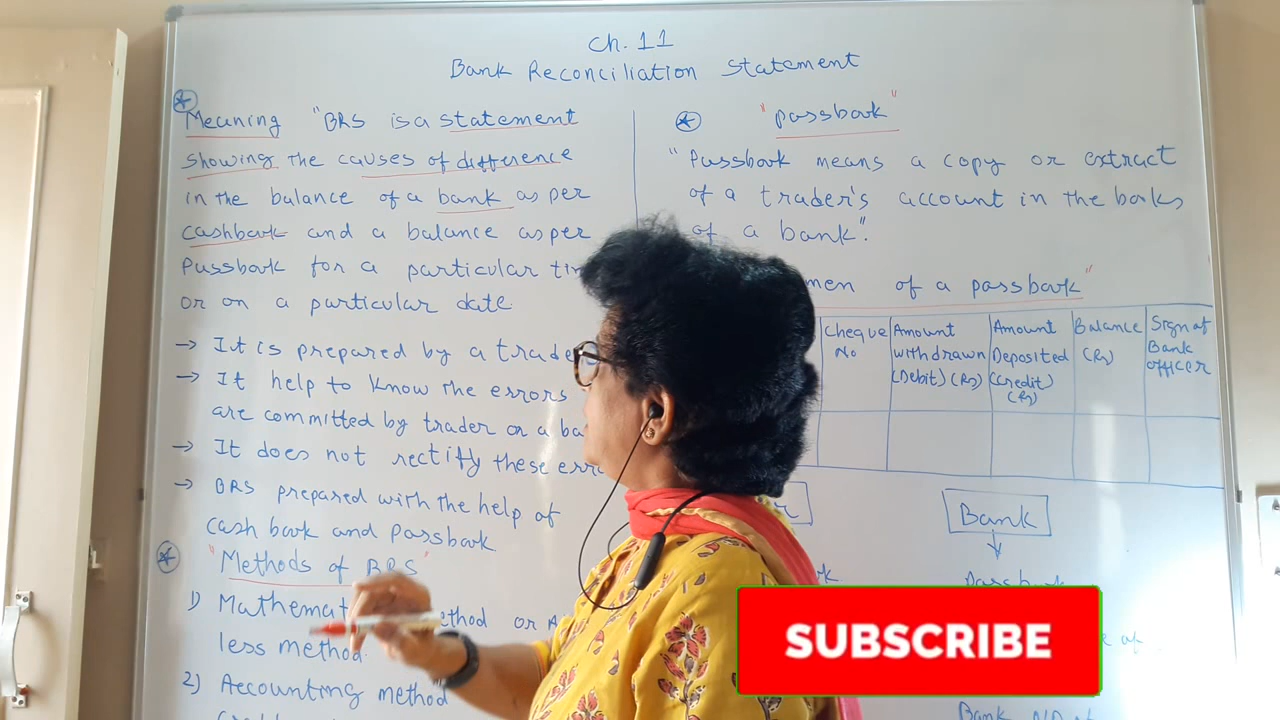 Ch. 11
Bank Reconciliation Statement
Meaning "BRS is a statement
showing the causes of difference
in the balance of a bank as per
cashbook and a balance as per
Passbook for a particular
or on a particular date.
→ It is prepared by a
→ It help to know the errors
are committed by trader or a
→ It does not rectify these
→ BRS prepared with the help of
cash book and Passbook
"Methods of BRS"
1) or
less method.
2) Accounting method
"passbook"
"Passbook means a copy or extract
of a trader's account in the books
of a bank".
of a passbook"
Cheque No
Amount withdrawn (Debit) (Rs)
Amount Deposited (Credit) (Rs)
Balance (Rs)
Sign of Bank officer
Bank
SUBSCRIBE